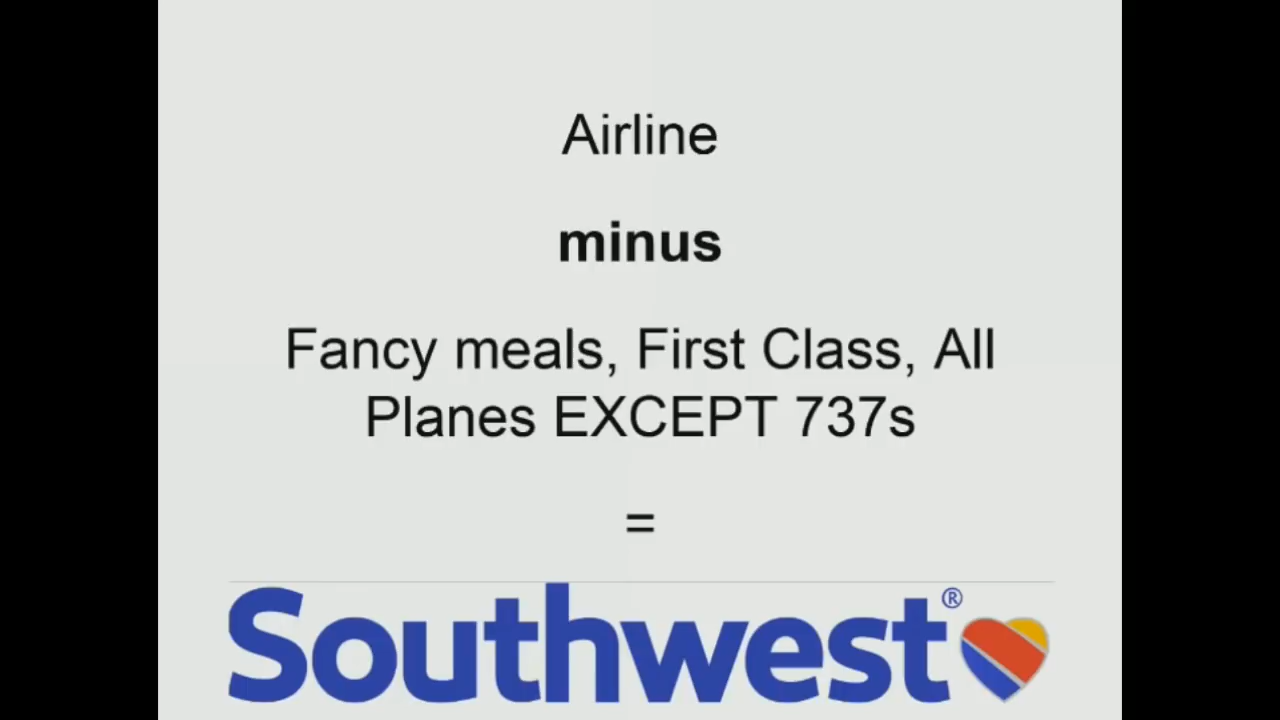 Airline
minus
Fancy meals, First Class, All
Planes EXCEPT 737s
=
Southwest®